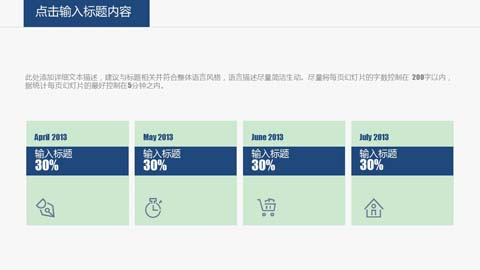 点击输入标题内容
此处添加详细文本描述，建议与标题相关并符合整体语言风格，语言描述尽量简洁生动。尽量将每页幻灯片的字数控制在 200字以内，
据统计每页幻灯片的最好控制在5分钟之内。
April 2013
输入标题
30%
May 2013
输入标题
30%
June 2013
输入标题
30%
July 2013
输入标题
30%